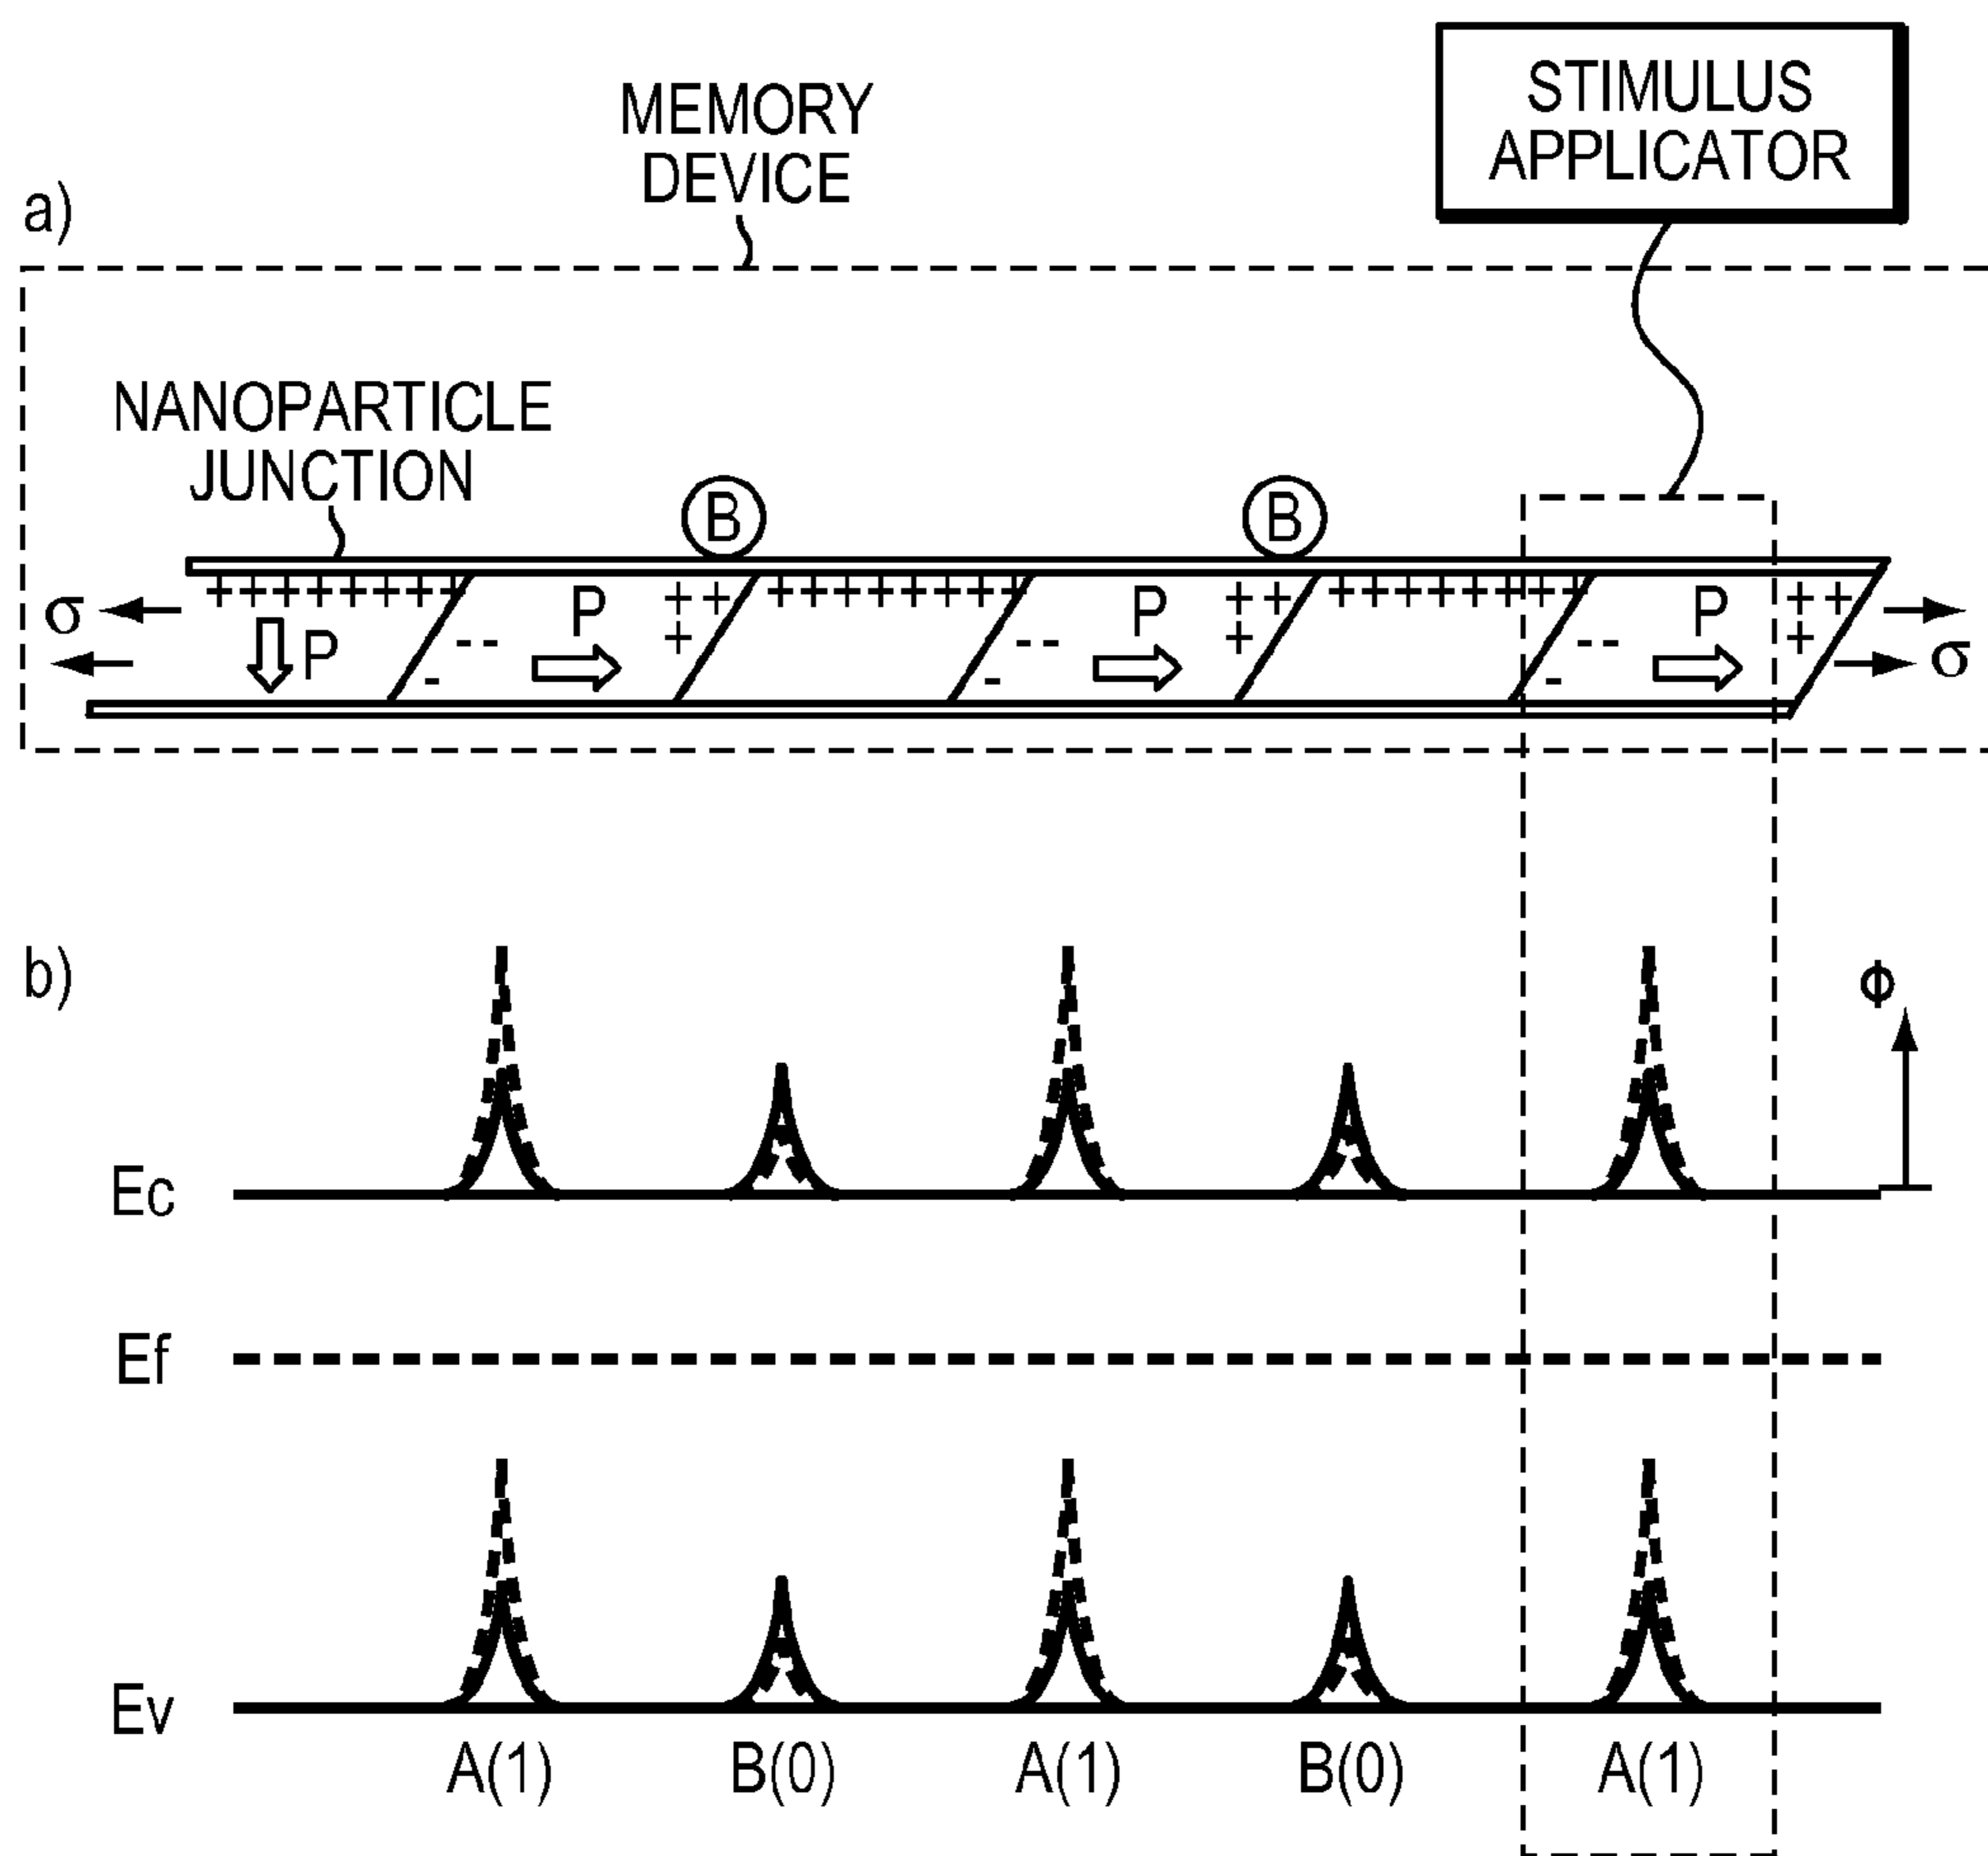 STIMULUS
APPLICATOR
MEMORY
DEVICE
a)
NANOPARTICLE
JUNCTION
B B
+ + + + + + + + + + + + + + + + + + + + + + + + + + + + + +
σ P + P + P + σ
P -- -- --
- - -
b)
Φ
Ec
Ef
Ev
A(1) B(0) A(1) B(0) A(1)